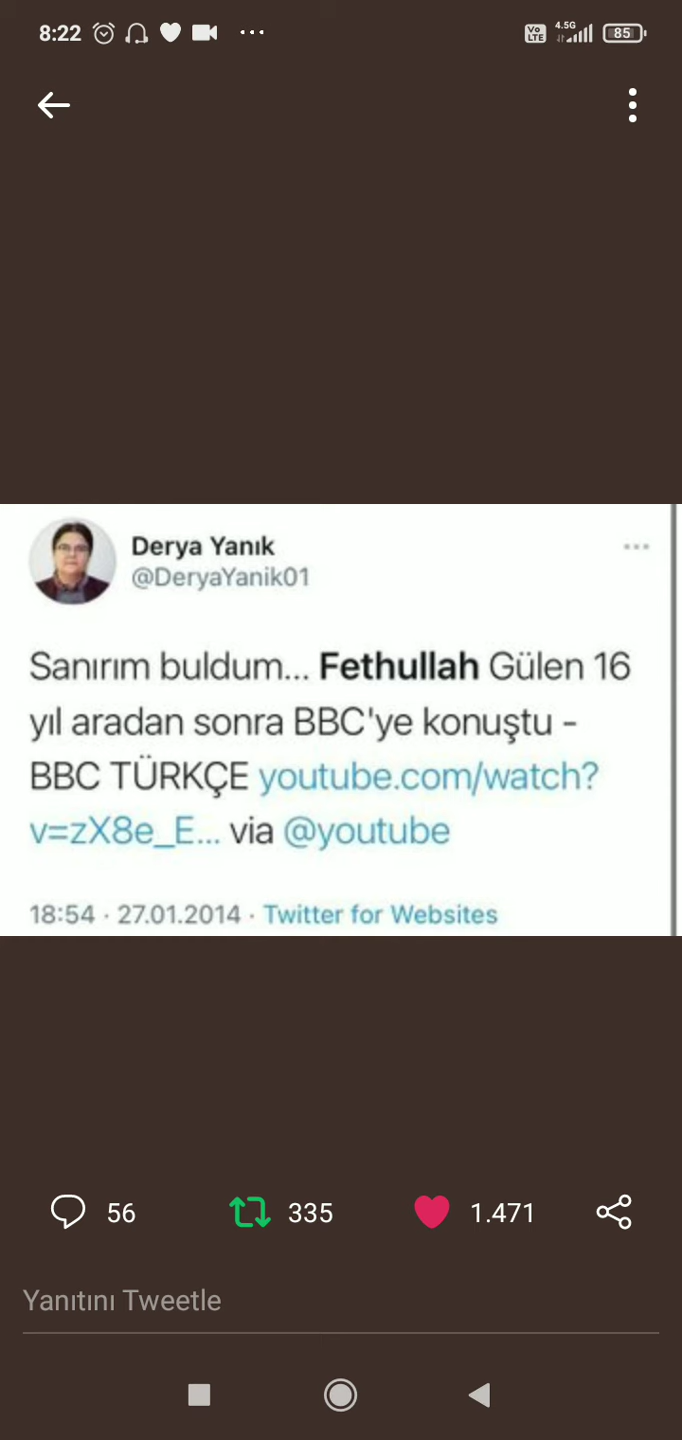 8:22
Vo LTE 4.5G 85
Derya Yanık
@DeryaYanik01
Sanırım buldum... Fethullah Gülen 16
yıl aradan sonra BBC'ye konuştu -
BBC TÜRKÇE youtube.com/watch?
v=zX8e_E... via @youtube
18:54 · 27.01.2014 · Twitter for Websites
56 335 1.471
Yanıtını Tweetle